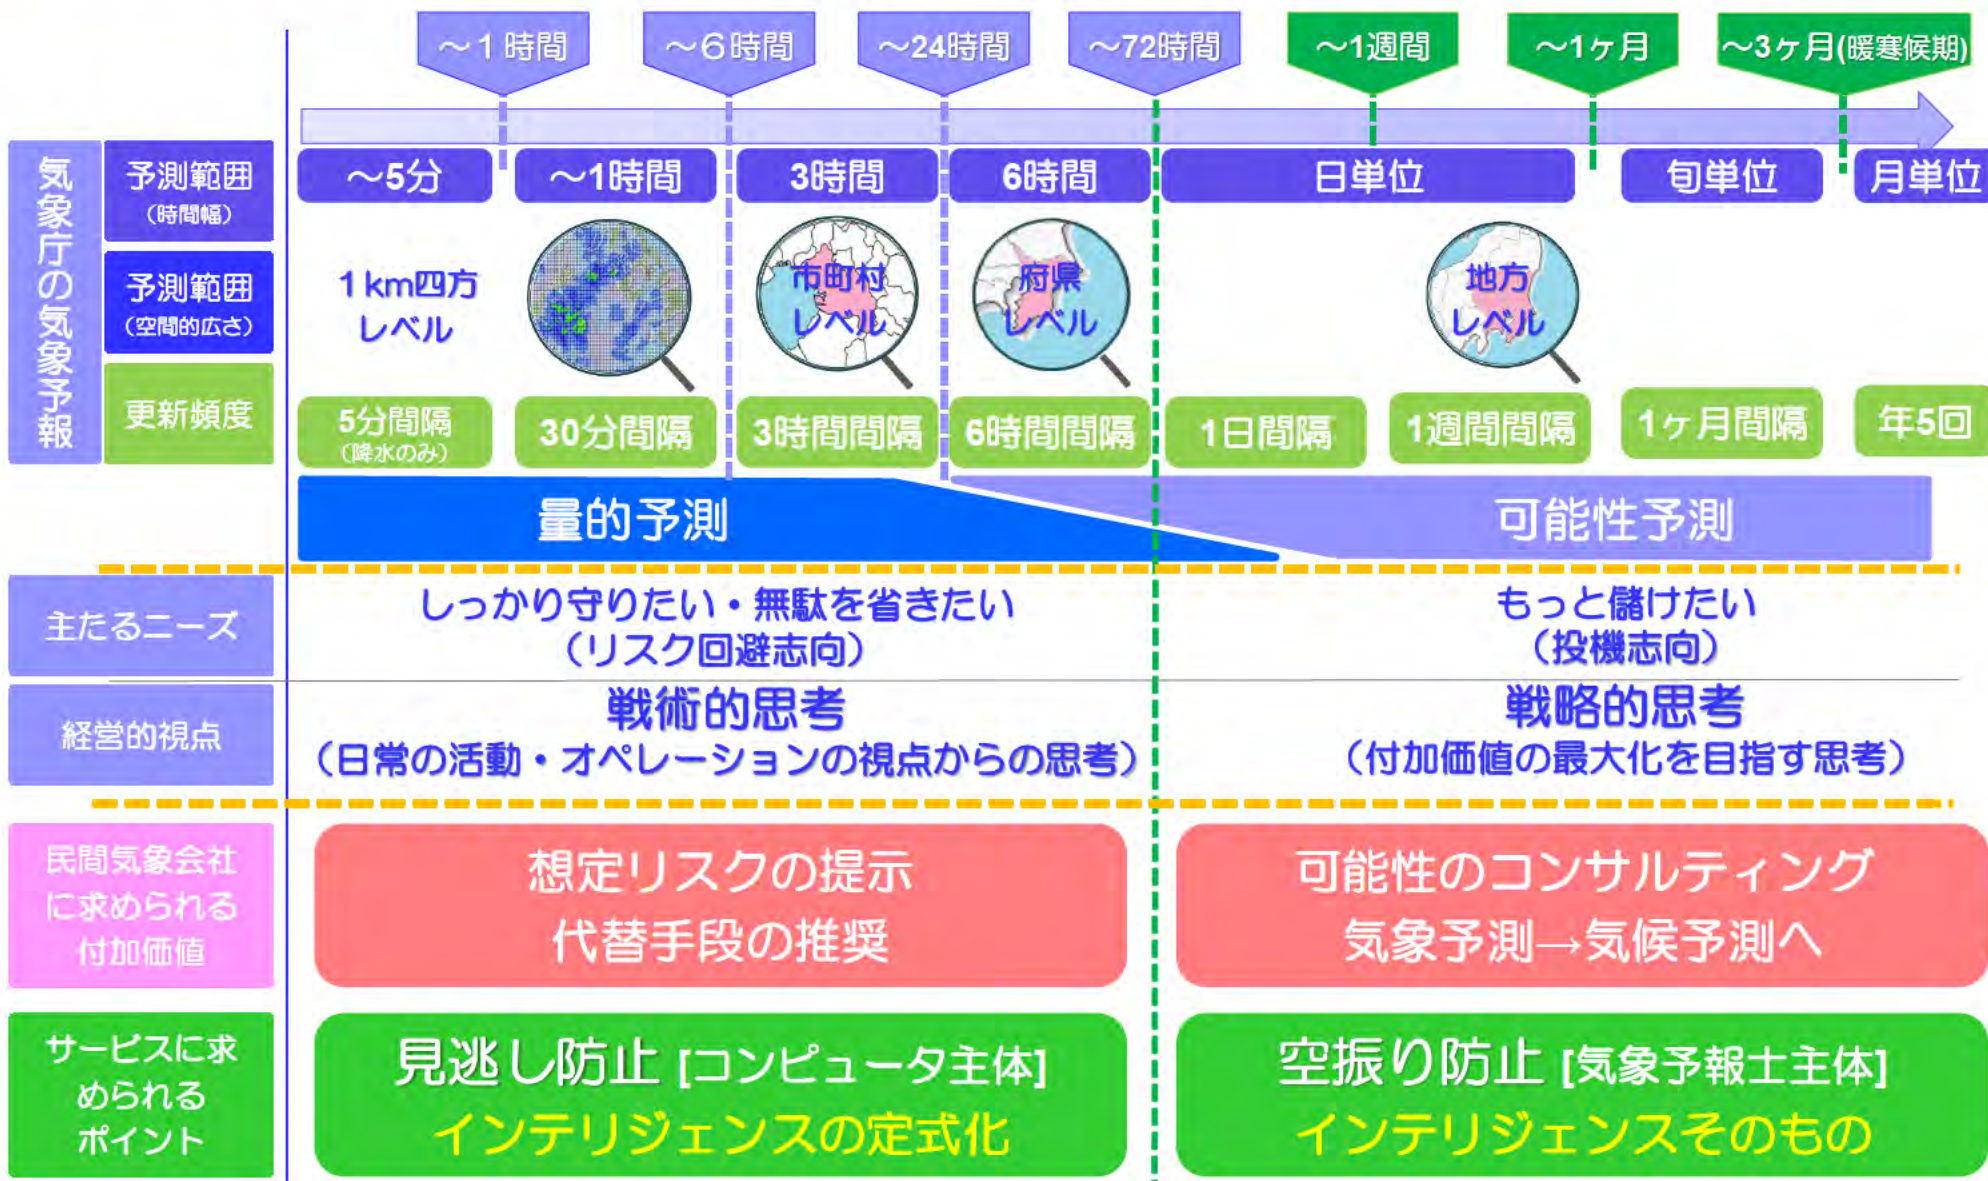 ～１時間
～６時間
～24時間
～72時間
～1週間
～1ヶ月
～3ヶ月(暖寒候期)
気象庁の気象予報
予測範囲
（時間幅）
～5分
～1時間
3時間
6時間
日単位
旬単位
月単位
予測範囲
（空間的広さ）
１km四方
レベル
市町村
レベル
府県
レベル
地方
レベル
更新頻度
5分間隔
（降水のみ）
30分間隔
3時間間隔
6時間間隔
1日間隔
1週間間隔
1ヶ月間隔
年5回
量的予測
可能性予測
主たるニーズ
しっかり守りたい・無駄を省きたい
（リスク回避志向）
もっと儲けたい
（投機志向）
経営的視点
戦術的思考
（日常の活動・オペレーションの視点からの思考）
戦略的思考
（付加価値の最大化を目指す思考）
民間気象会社
に求められる
付加価値
想定リスクの提示
代替手段の推奨
可能性のコンサルティング
気象予測→気候予測へ
サービスに求
められる
ポイント
見逃し防止 [コンピュータ主体]
インテリジェンスの定式化
空振り防止 [気象予報士主体]
インテリジェンスそのもの